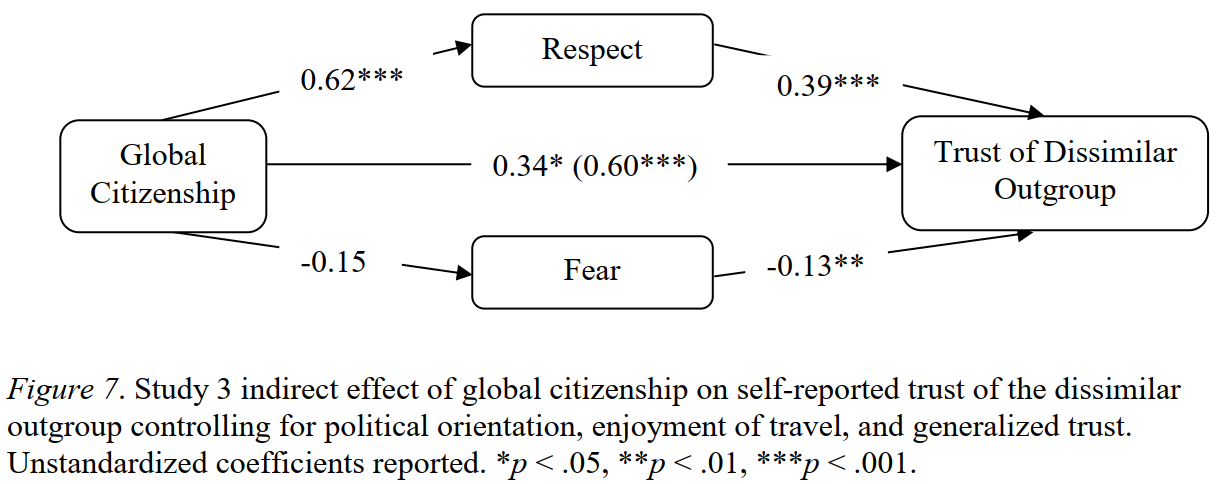 Respect
0.62***
0.39***
Global
Citizenship
0.34* (0.60***)
Trust of Dissimilar
Outgroup
-0.15
Fear
-0.13**
Figure 7. Study 3 indirect effect of global citizenship on self-reported trust of the dissimilar
outgroup controlling for political orientation, enjoyment of travel, and generalized trust.
Unstandardized coefficients reported. *p < .05, **p < .01, ***p < .001.